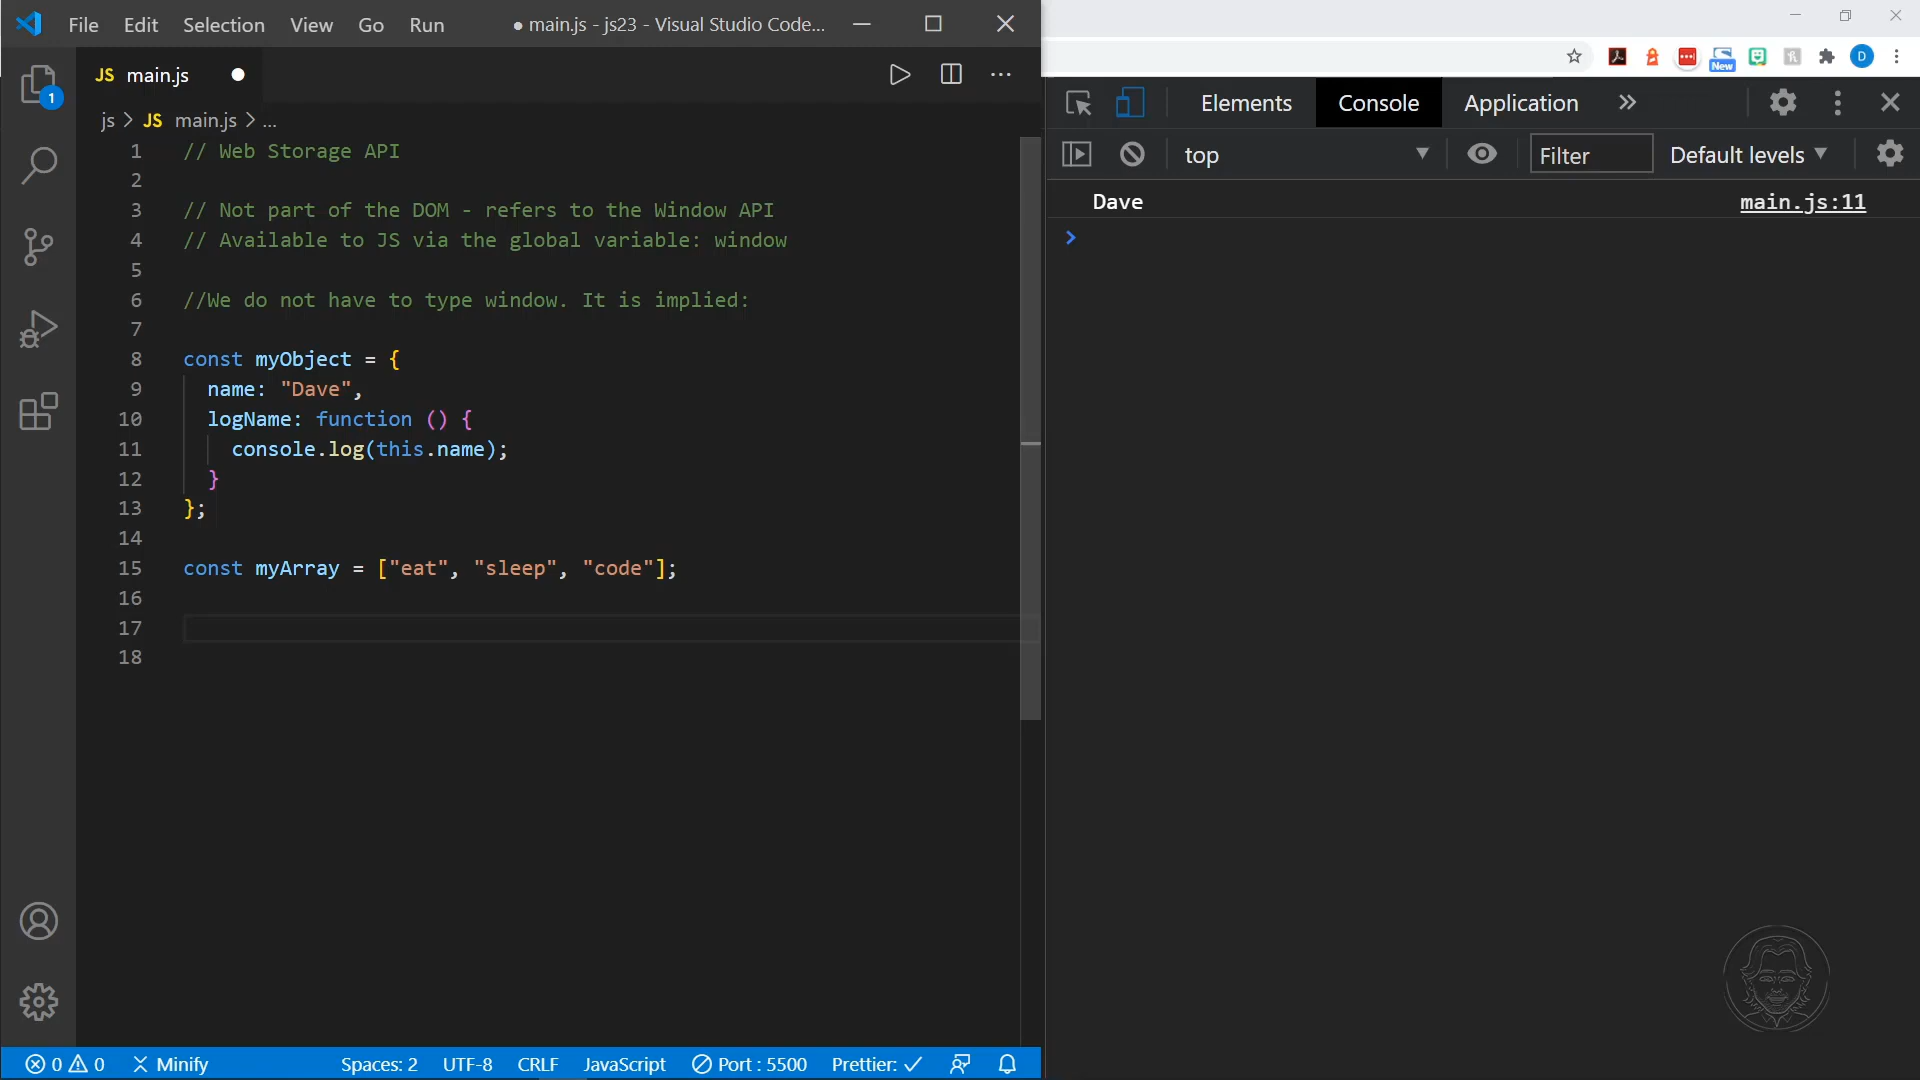 File Edit Selection View Go Run ● main.js - js23 - Visual Studio Code...
JS main.js
1
js > JS main.js > ...
1 // Web Storage API
2
3 // Not part of the DOM - refers to the Window API
4 // Available to JS via the global variable: window
5
6 //We do not have to type window. It is implied:
7
8 const myObject = {
9 name: "Dave",
10 logName: function () {
11 console.log(this.name);
12 }
13 };
14
15 const myArray = ["eat", "sleep", "code"];
16
17
18
0 0 Minify Spaces: 2 UTF-8 CRLF JavaScript Port : 5500 Prettier: ✓
New D
Elements Console Application »
top Filter Default levels
Dave main.js:11